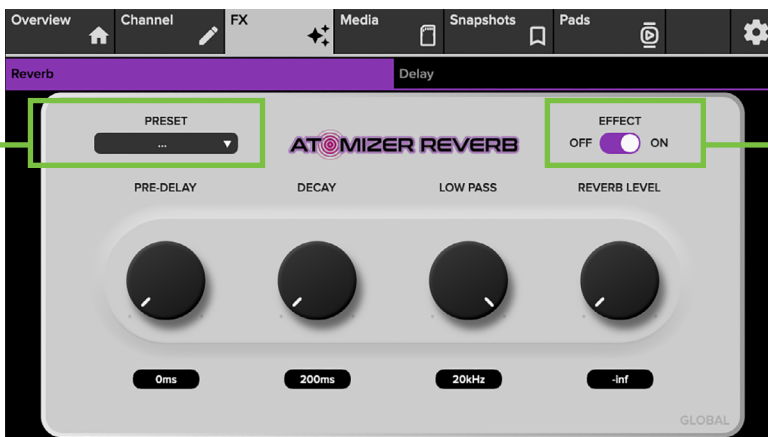 Overview Channel FX Media Snapshots Pads
Reverb Delay
PRESET EFFECT
... ATOMIZER REVERB OFF ON
PRE-DELAY DECAY LOW PASS REVERB LEVEL
0ms 200ms 20kHz -inf
GLOBAL